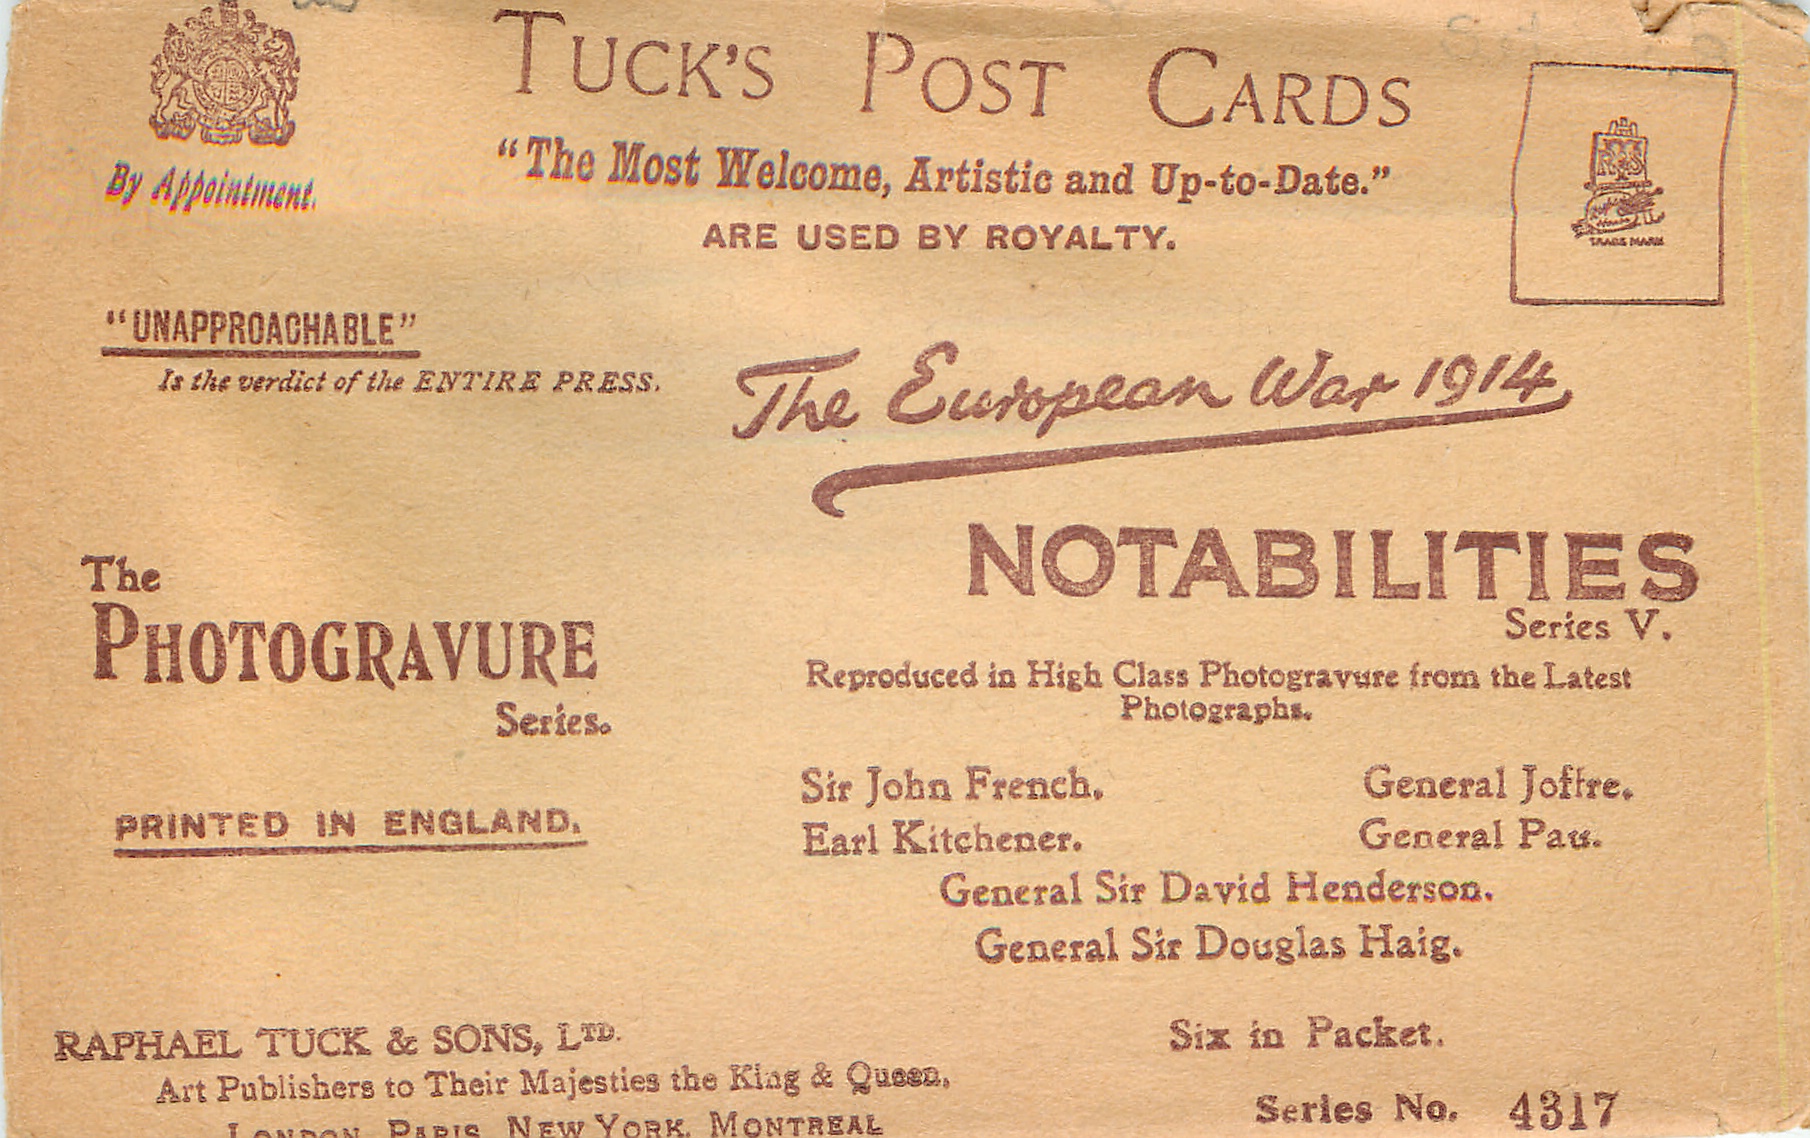 TUCK'S POST CARDS
By Appointment.
"The Most Welcome, Artistic and Up-to-Date."
ARE USED BY ROYALTY.
R T & S
TRADE MARK
"UNAPPROACHABLE"
Is the verdict of the ENTIRE PRESS.
The European War 1914
NOTABILITIES
Series V.
The
PHOTOGRAVURE
Series.
Reproduced in High Class Photogravure from the Latest
Photographs.
Sir John French. General Joffre.
Earl Kitchener. General Pau.
General Sir David Henderson.
General Sir Douglas Haig.
PRINTED IN ENGLAND.
Six in Packet.
Series No. 4317
RAPHAEL TUCK & SONS, LTD.
Art Publishers to Their Majesties the King & Queen,
LONDON, PARIS, NEW YORK, MONTREAL